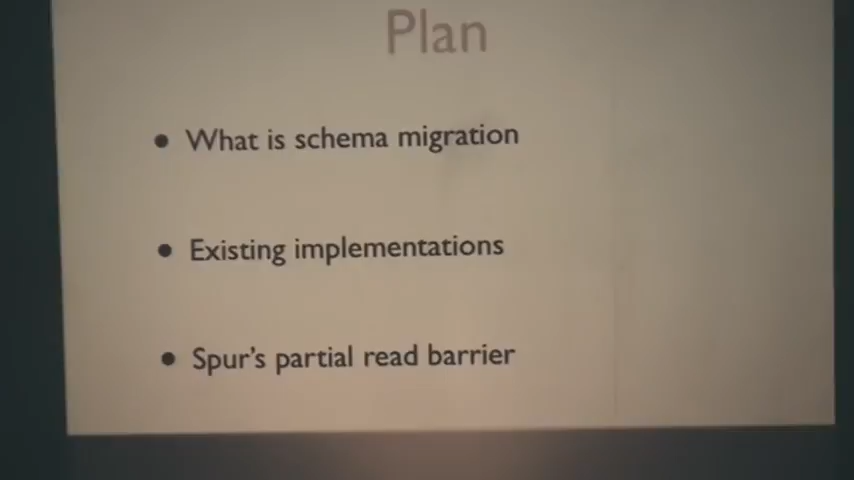 Plan
• What is schema migration
• Existing implementations
• Spur's partial read barrier